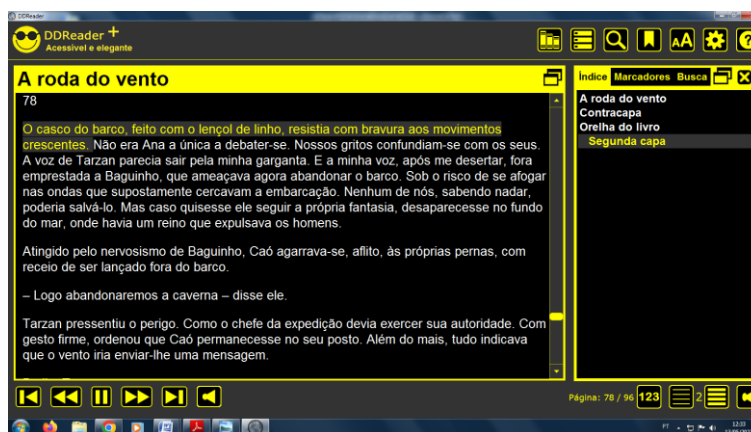 DDReader
DDReader +
Acessível e elegante
A roda do vento
78
O casco do barco, feito com o lençol de linho, resistia com bravura aos movimentos
crescentes. Não era Ana a única a debater-se. Nossos gritos confundiam-se com os seus.
A voz de Tarzan parecia sair pela minha garganta. E a minha voz, após me desertar, fora
emprestada a Baguinho, que ameaçava agora abandonar o barco. Sob o risco de se afogar
nas ondas que supostamente cercavam a embarcação. Nenhum de nós, sabendo nadar,
poderia salvá-lo. Mas caso quisesse ele seguir a própria fantasia, desaparecesse no fundo
do mar, onde havia um reino que expulsava os homens.
Atingido pelo nervosismo de Baguinho, Caó agarrava-se, aflito, às próprias pernas, com
receio de ser lançado fora do barco.
– Logo abandonaremos a caverna – disse ele.
Tarzan pressentiu o perigo. Como o chefe da expedição devia exercer sua autoridade. Com
gesto firme, ordenou que Caó permanecesse no seu posto. Além do mais, tudo indicava
que o vento iria enviar-lhe uma mensagem.
Índice Marcadores Busca
A roda do vento
Contracapa
Orelha do livro
Segunda capa
Página: 78 / 96 123 2
PT 12:33